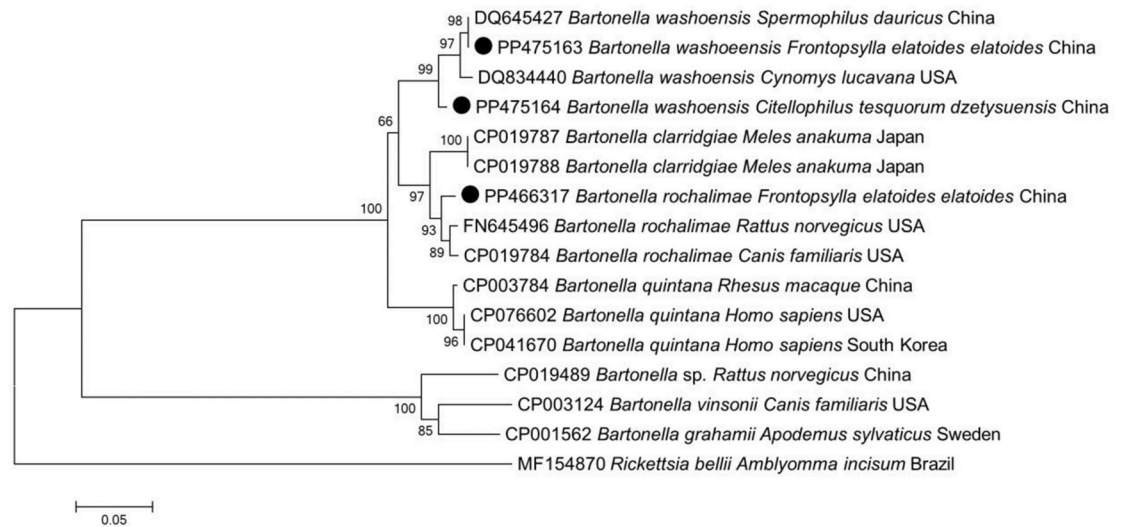 98
DQ645427 Bartonella washoensis Spermophilus dauricus China
97
PP475163 Bartonella washoeensis Frontopsylla elatoides elatoides China
99
DQ834440 Bartonella washoensis Cynomys lucavana USA
PP475164 Bartonella washoensis Citellophilus tesquorum dzetysuensis China
66
100
CP019787 Bartonella clarridgiae Meles anakuma Japan
CP019788 Bartonella clarridgiae Meles anakuma Japan
97
PP466317 Bartonella rochalimae Frontopsylla elatoides elatoides China
100
93
FN645496 Bartonella rochalimae Rattus norvegicus USA
89
CP019784 Bartonella rochalimae Canis familiaris USA
CP003784 Bartonella quintana Rhesus macaque China
100
CP076602 Bartonella quintana Homo sapiens USA
96
CP041670 Bartonella quintana Homo sapiens South Korea
CP019489 Bartonella sp. Rattus norvegicus China
100
CP003124 Bartonella vinsonii Canis familiaris USA
85
CP001562 Bartonella grahamii Apodemus sylvaticus Sweden
MF154870 Rickettsia bellii Amblyomma incisum Brazil
0.05